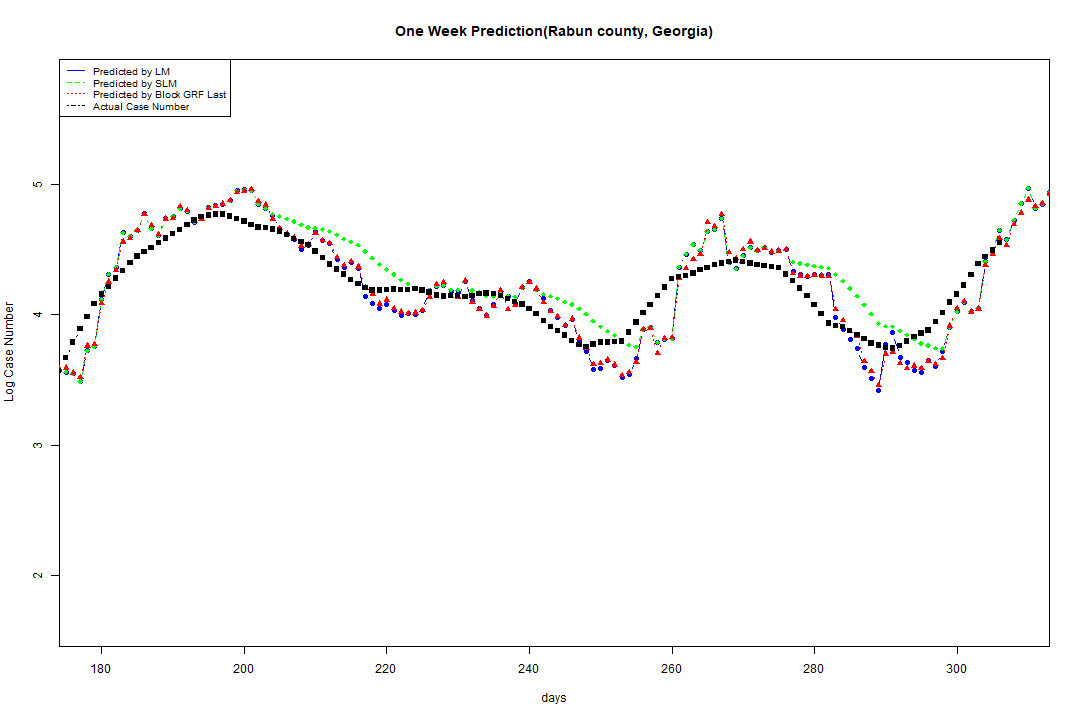 One Week Prediction(Rabun county, Georgia)
Predicted by LM
Predicted by SLM
Predicted by Block GRF Last
Actual Case Number
5
4
3
2
Log Case Number
180 200 220 240 260 280 300
days